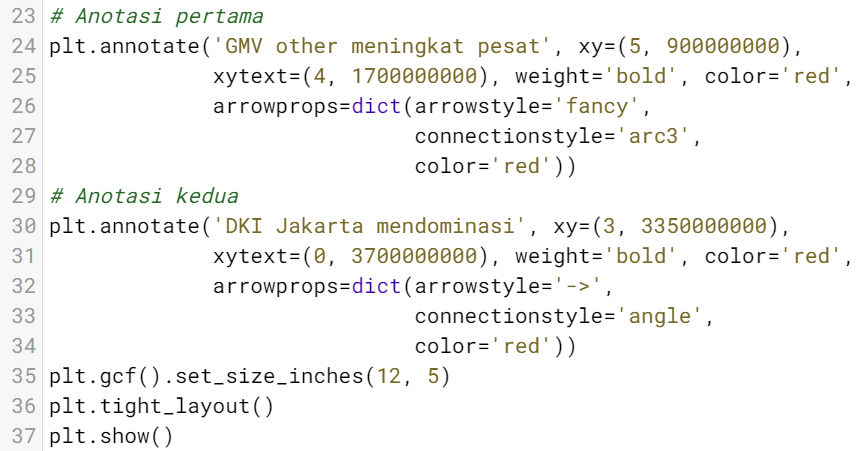 23 # Anotasi pertama
24 plt.annotate('GMV other meningkat pesat', xy=(5, 900000000),
25              xytext=(4, 1700000000), weight='bold', color='red',
26              arrowprops=dict(arrowstyle='fancy',
27                              connectionstyle='arc3',
28                              color='red'))
29 # Anotasi kedua
30 plt.annotate('DKI Jakarta mendominasi', xy=(3, 3350000000),
31              xytext=(0, 3700000000), weight='bold', color='red',
32              arrowprops=dict(arrowstyle='->',
33                              connectionstyle='angle',
34                              color='red'))
35 plt.gcf().set_size_inches(12, 5)
36 plt.tight_layout()
37 plt.show()